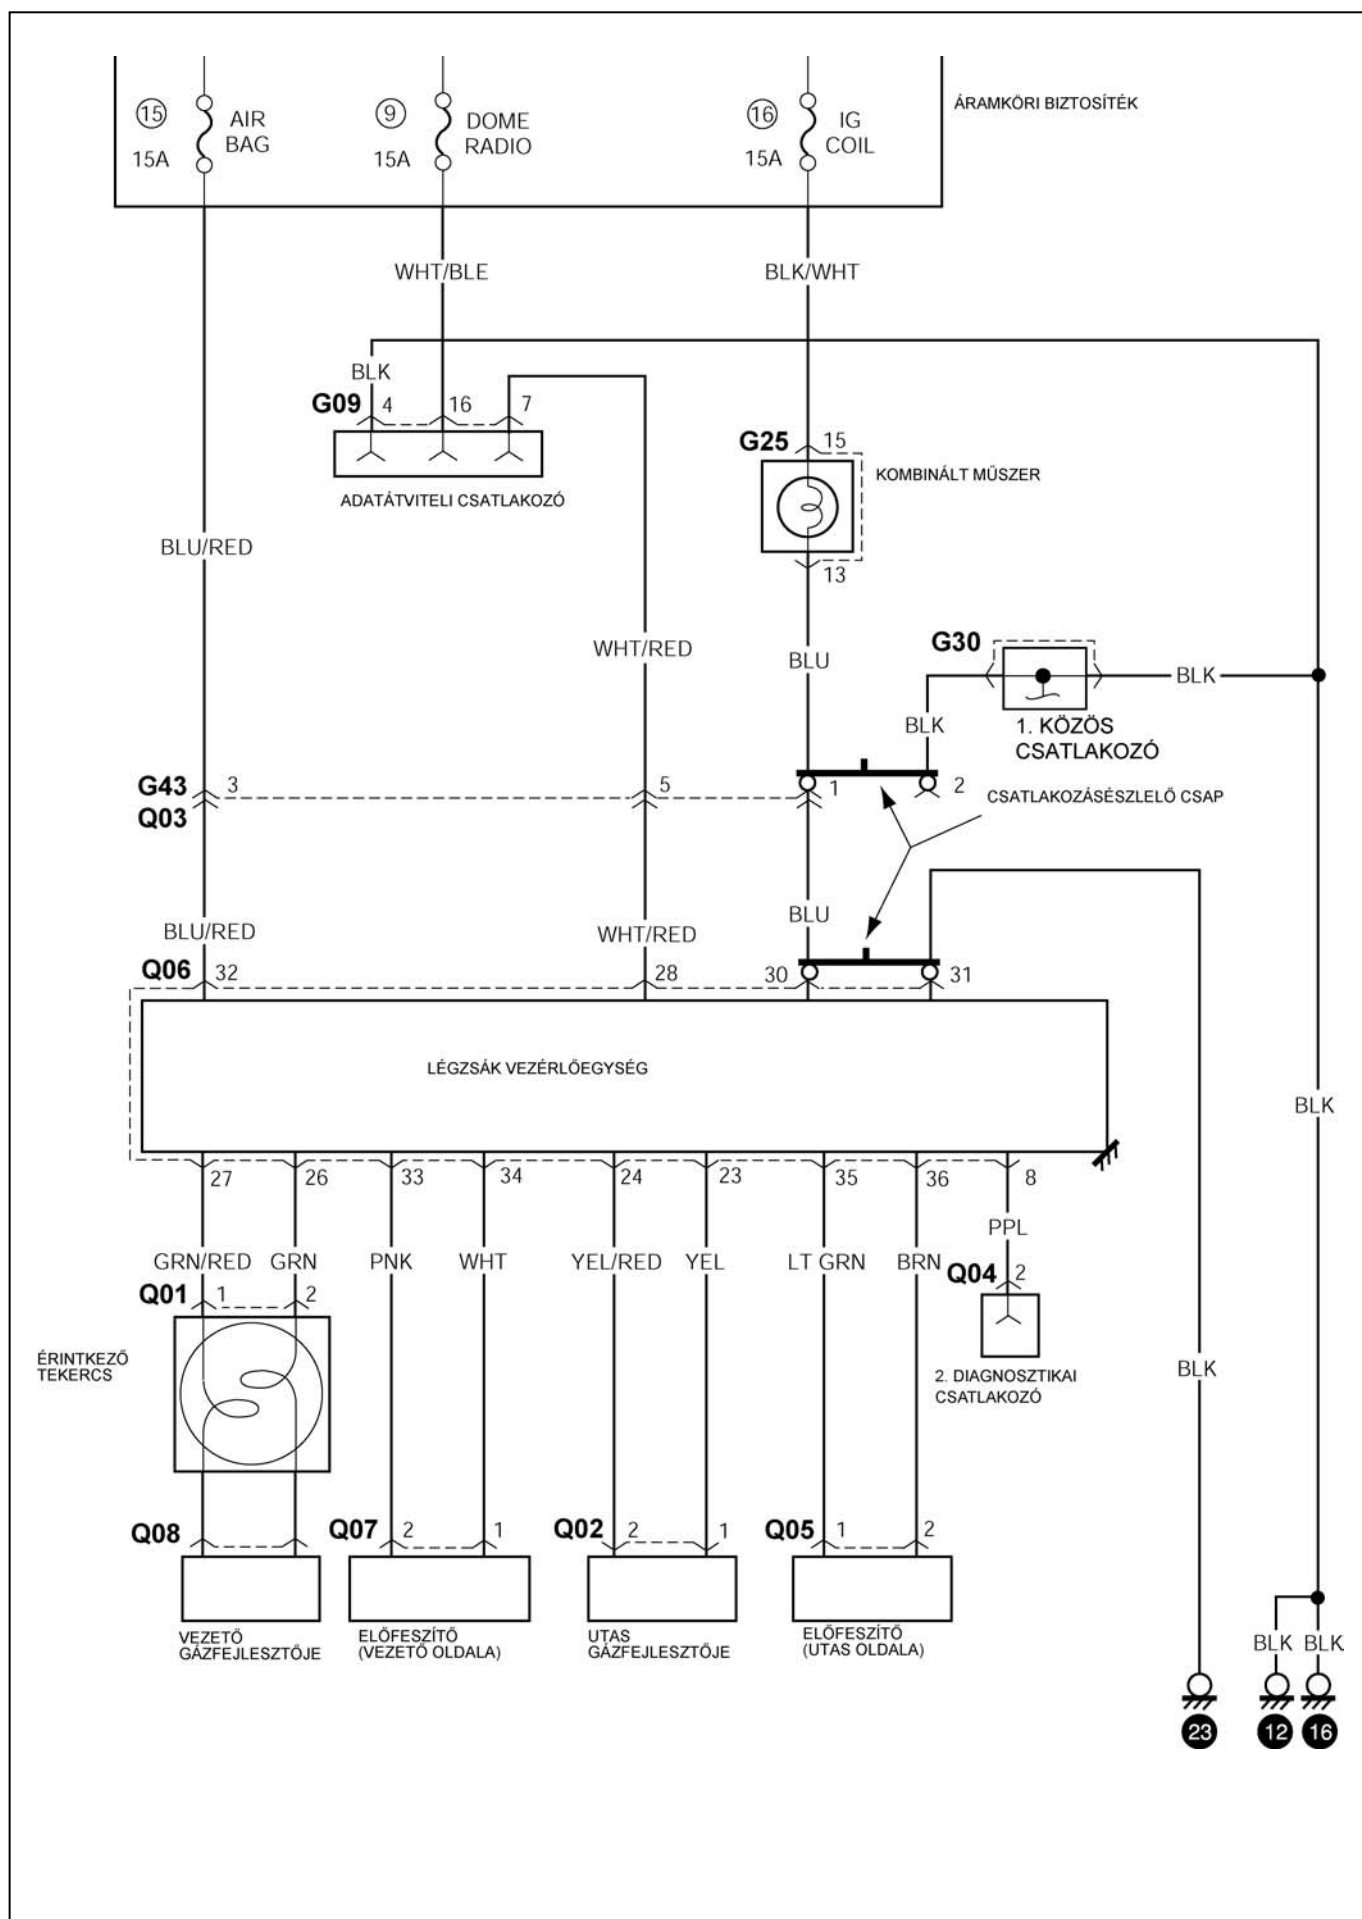 15 AIR BAG 15A
9 DOME RADIO 15A
16 IG COIL 15A
ÁRAMKÖRI BIZTOSÍTÉK
WHT/BLE
BLK/WHT
BLK
G09 4 16 7
ADATÁTVITELI CSATLAKOZÓ
G25 15
KOMBINÁLT MŰSZER
13
BLU/RED
WHT/RED
BLU
G30
BLK
BLK
1. KÖZÖS
CSATLAKOZÓ
G43 3 5 1 2
Q03
CSATLAKOZÁSÉSZLELŐ CSAP
BLU/RED
WHT/RED
BLU
Q06 32 28 30 31
LÉGZSÁK VEZÉRLŐEGYSÉG
BLK
27 26 33 34 24 23 35 36 8
PPL
GRN/RED GRN PNK WHT YEL/RED YEL LT GRN BRN
Q04 2
Q01 1 2
ÉRINTKEZŐ
TEKERCS
2. DIAGNOSZTIKAI
CSATLAKOZÓ
BLK
Q08
Q07 2 1
Q02 2 1
Q05 1 2
VEZETŐ
GÁZFEJLESZTŐJE
ELŐFESZÍTŐ
(VEZETŐ OLDALA)
UTAS
GÁZFEJLESZTŐJE
ELŐFESZÍTŐ
(UTAS OLDALA)
BLK BLK
23 12 16